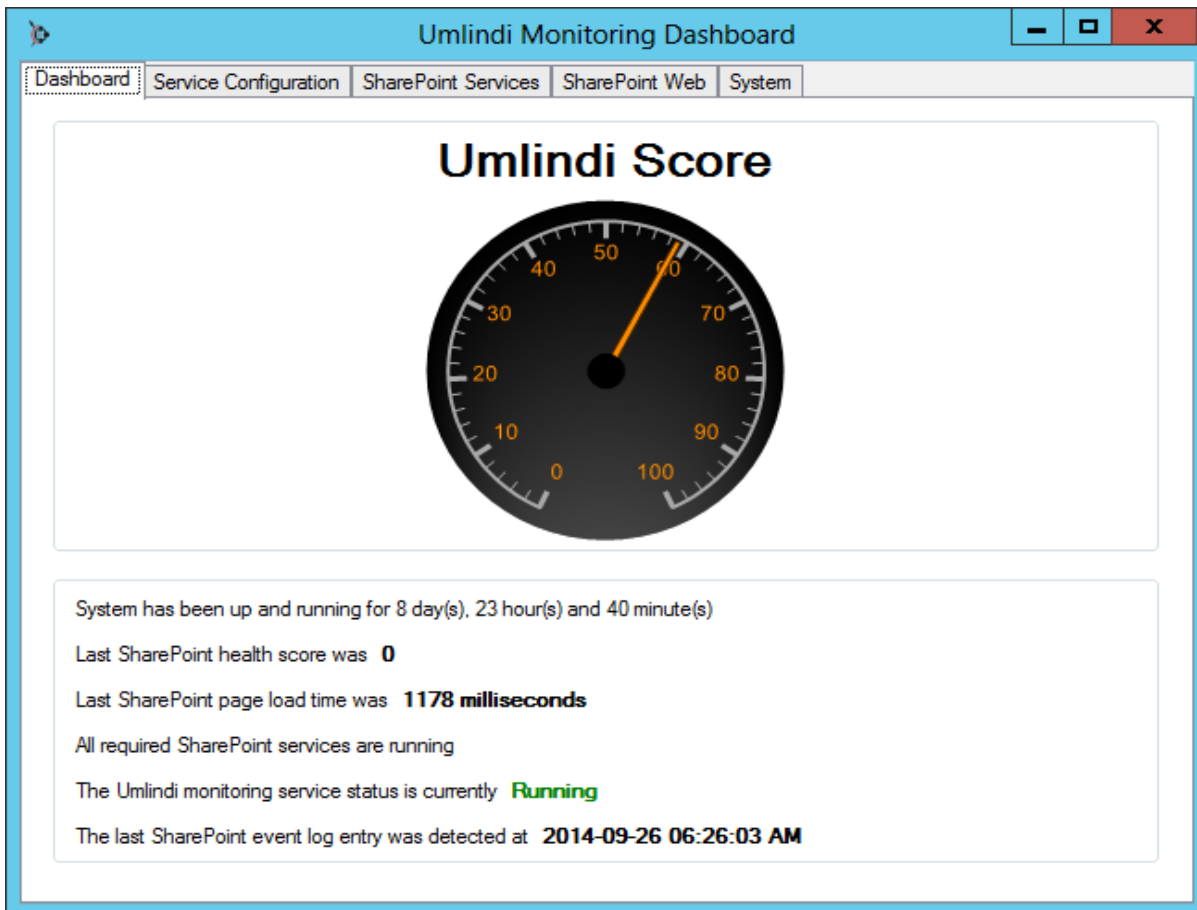 Umlindi Monitoring Dashboard
Dashboard Service Configuration SharePoint Services SharePoint Web System
Umlindi Score
50
40 60
30 70
20 80
10 90
0 100
System has been up and running for 8 day(s), 23 hour(s) and 40 minute(s)
Last SharePoint health score was 0
Last SharePoint page load time was 1178 milliseconds
All required SharePoint services are running
The Umlindi monitoring service status is currently Running
The last SharePoint event log entry was detected at 2014-09-26 06:26:03 AM